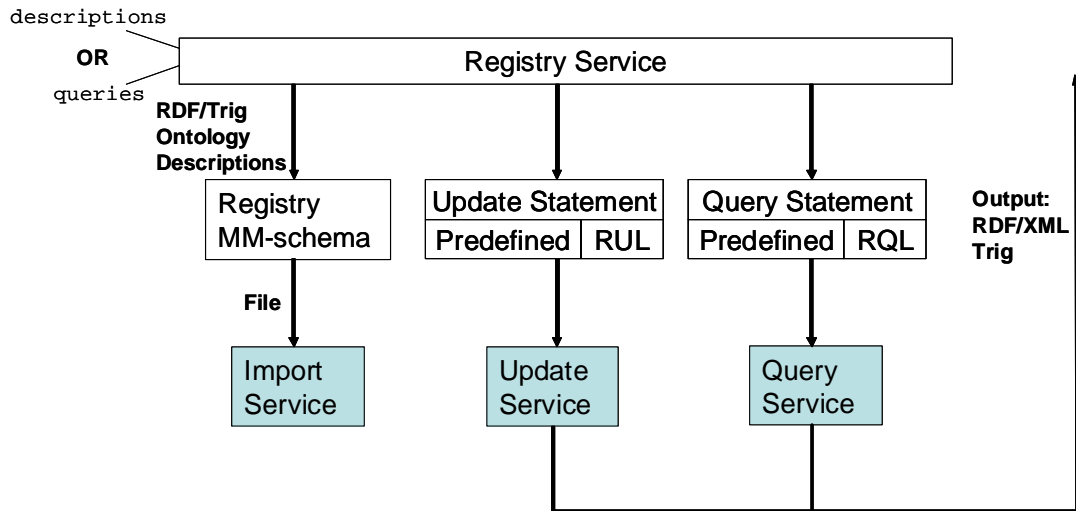 descriptions
OR
queries
Registry Service
RDF/Trig
Ontology
Descriptions
Registry
MM-schema
Update Statement
Predefined RUL
Query Statement
Predefined RQL
Output:
RDF/XML
Trig
File
Import
Service
Update
Service
Query
Service